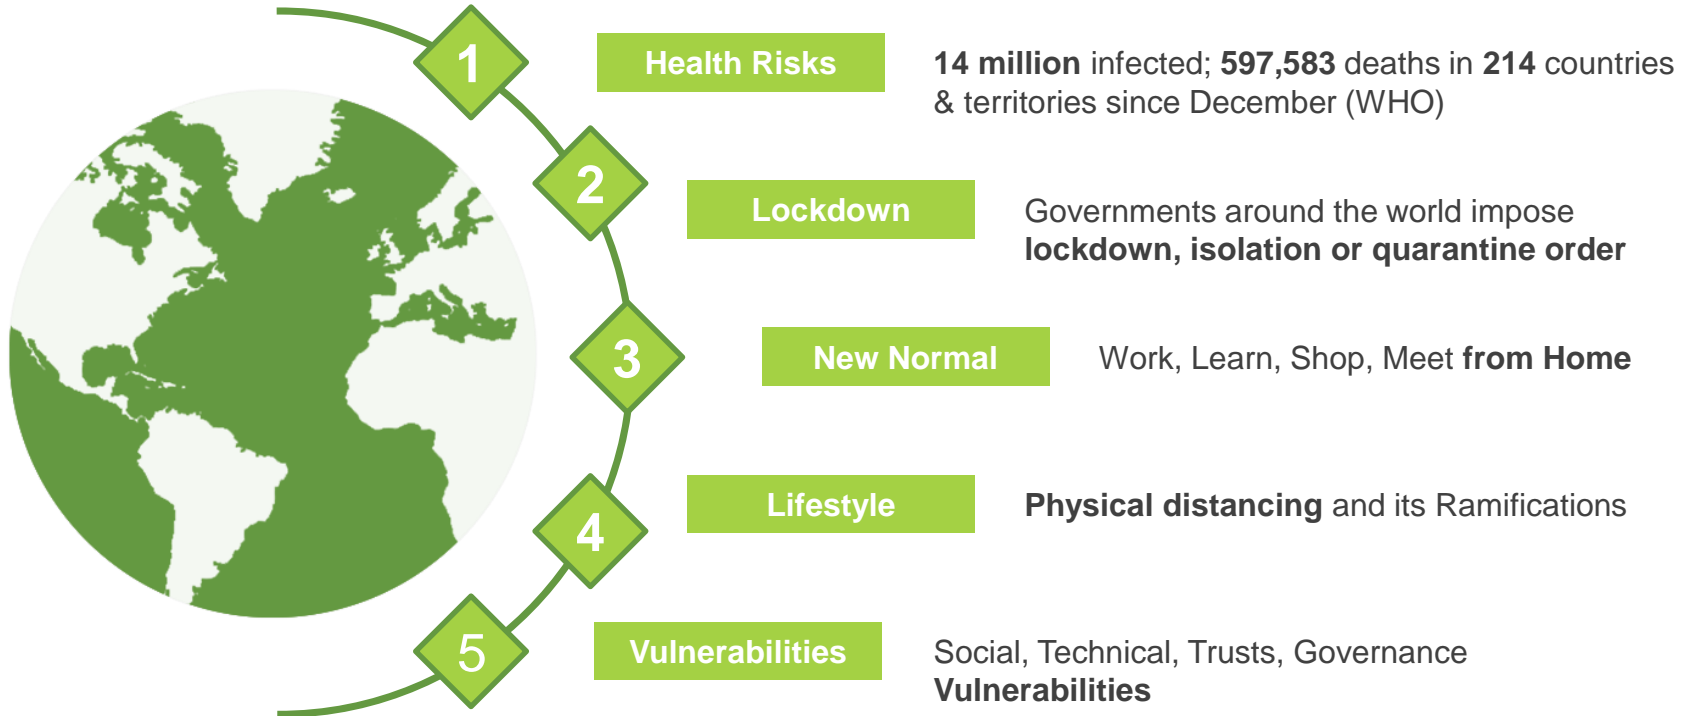 1
Health Risks
14 million infected; 597,583 deaths in 214 countries
& territories since December (WHO)
2
Lockdown
Governments around the world impose
lockdown, isolation or quarantine order
3
New Normal
Work, Learn, Shop, Meet from Home
4
Lifestyle
Physical distancing and its Ramifications
5
Vulnerabilities
Social, Technical, Trusts, Governance
Vulnerabilities